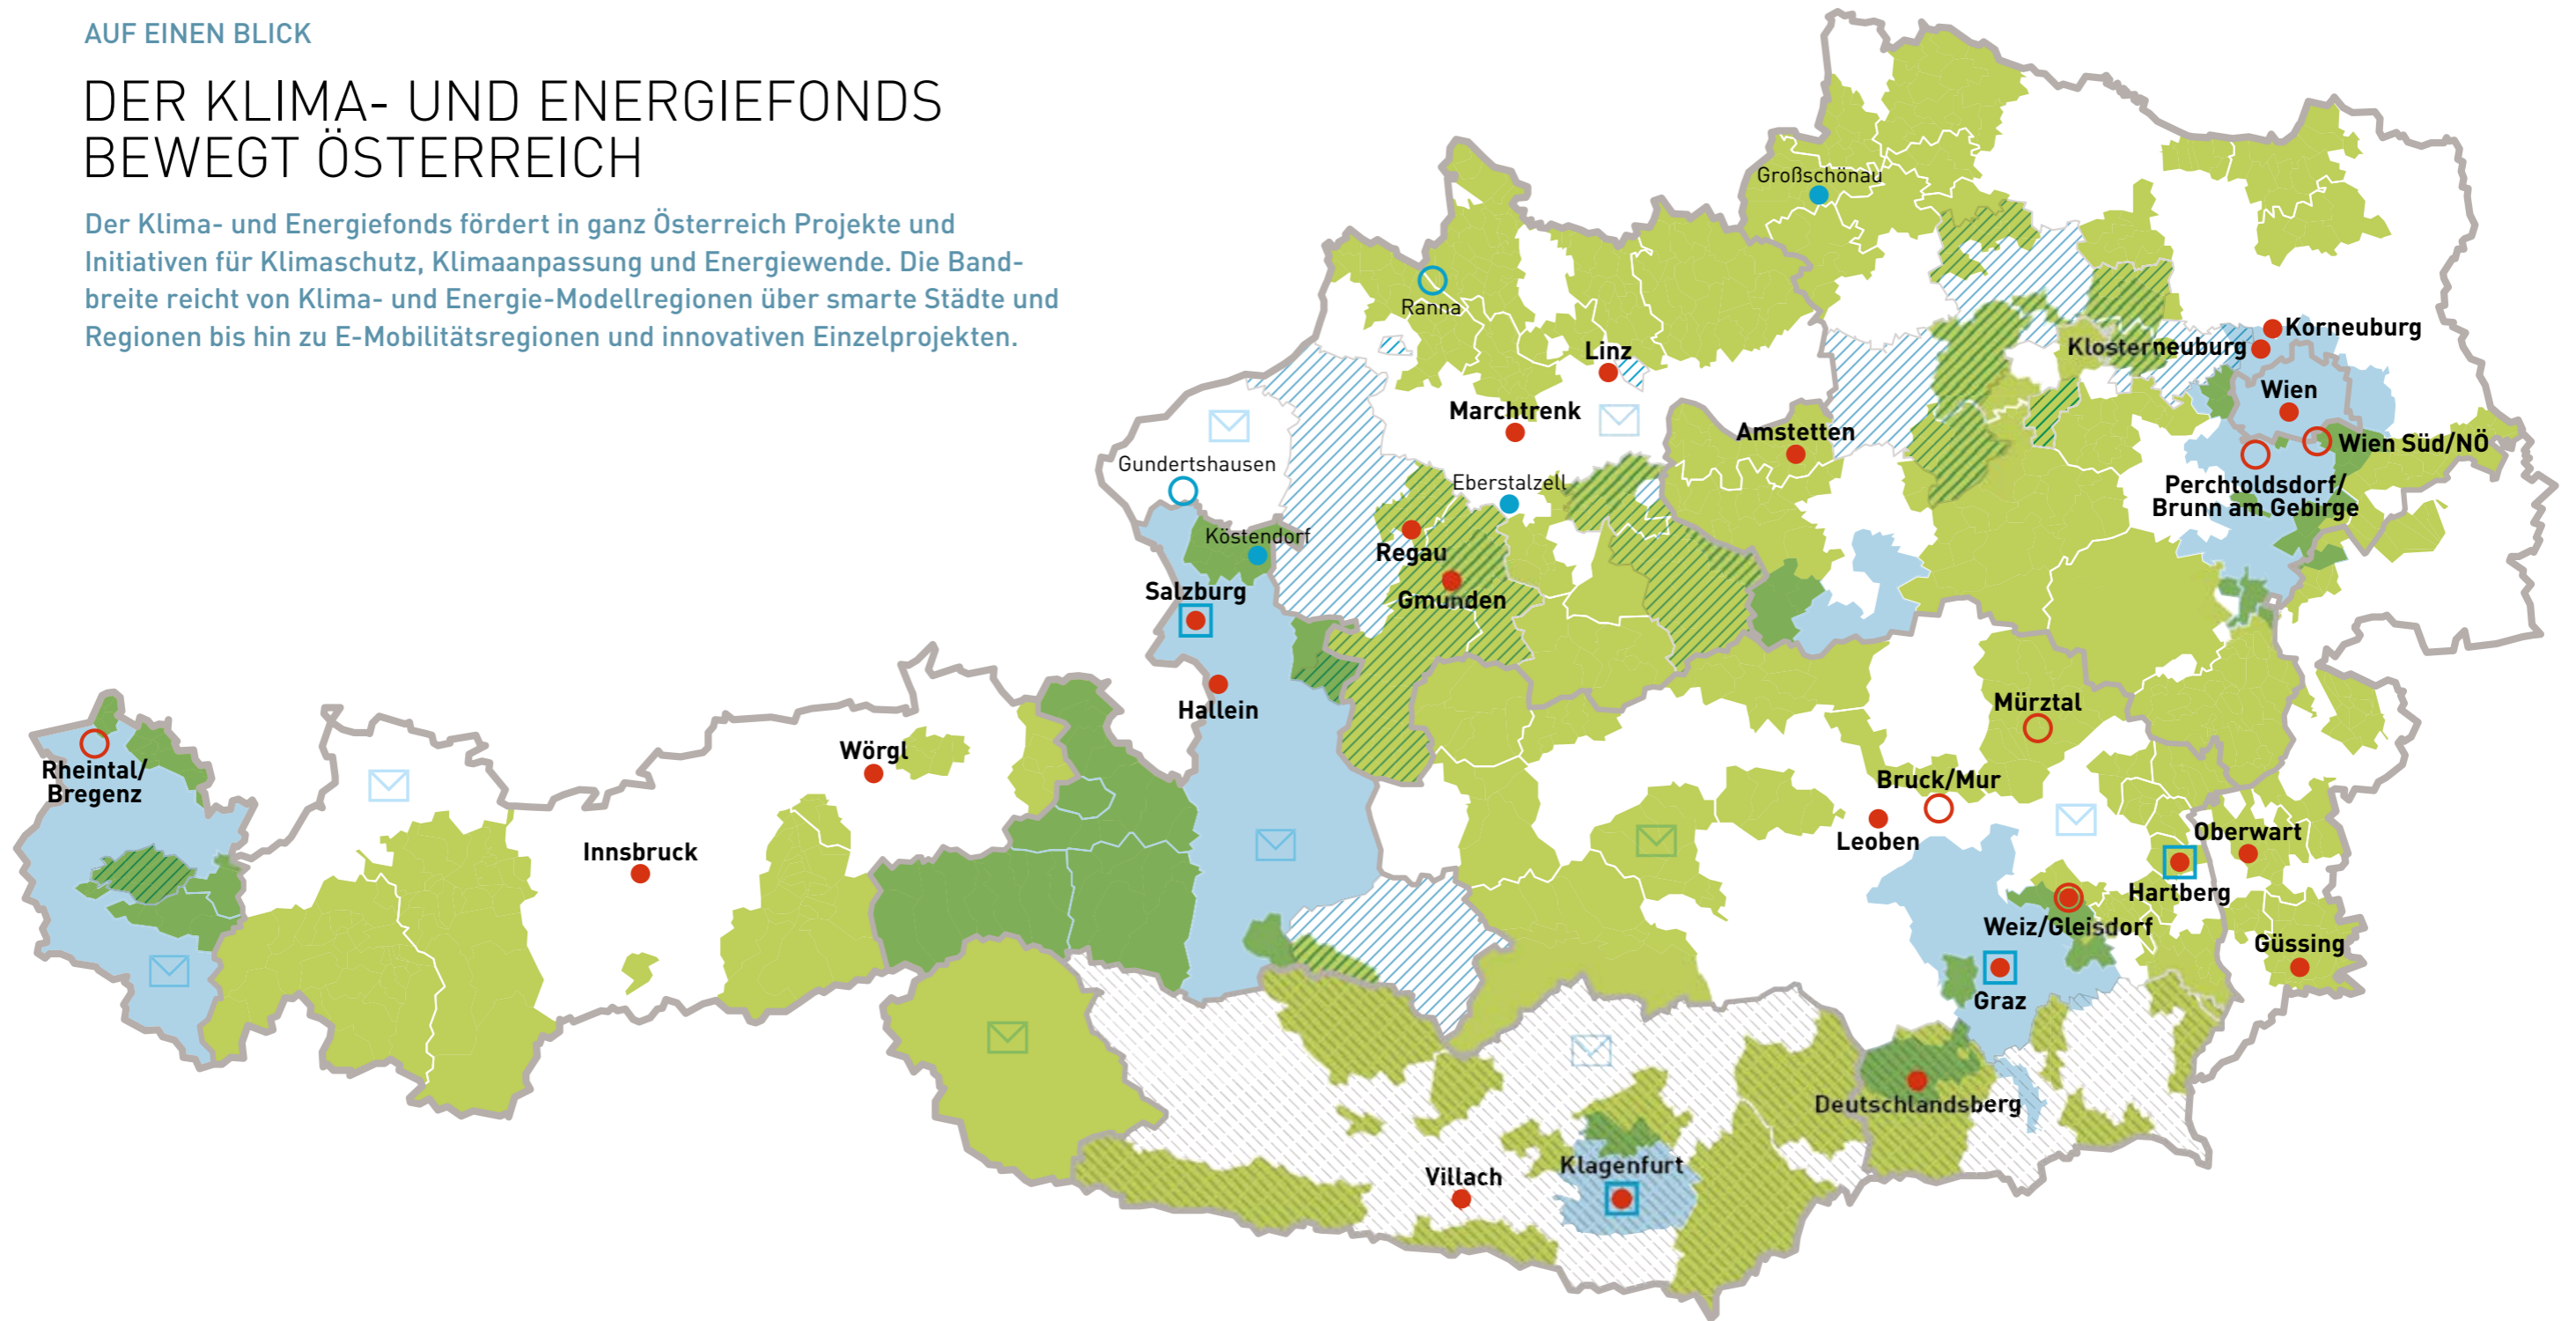 AUF EINEN BLICK
DER KLIMA- UND ENERGIEFONDS
BEWEGT ÖSTERREICH
Der Klima- und Energiefonds fördert in ganz Österreich Projekte und
Initiativen für Klimaschutz, Klimaanpassung und Energiewende. Die Band-
breite reicht von Klima- und Energie-Modellregionen über smarte Städte und
Regionen bis hin zu E-Mobilitätsregionen und innovativen Einzelprojekten.
Großschönau
Ranna
Linz
Korneuburg
Klosterneuburg
Wien
Marchtrenk
Amstetten
Wien Süd/NÖ
Gundertshausen
Eberstalzell
Perchtoldsdorf/
Brunn am Gebirge
Köstendorf
Regau
Salzburg
Gmunden
Hallein
Mürztal
Wörgl
Rheintal/
Bregenz
Bruck/Mur
Leoben
Oberwart
Innsbruck
Hartberg
Weiz/Gleisdorf
Güssing
Graz
Deutschlandsberg
Villach
Klagenfurt